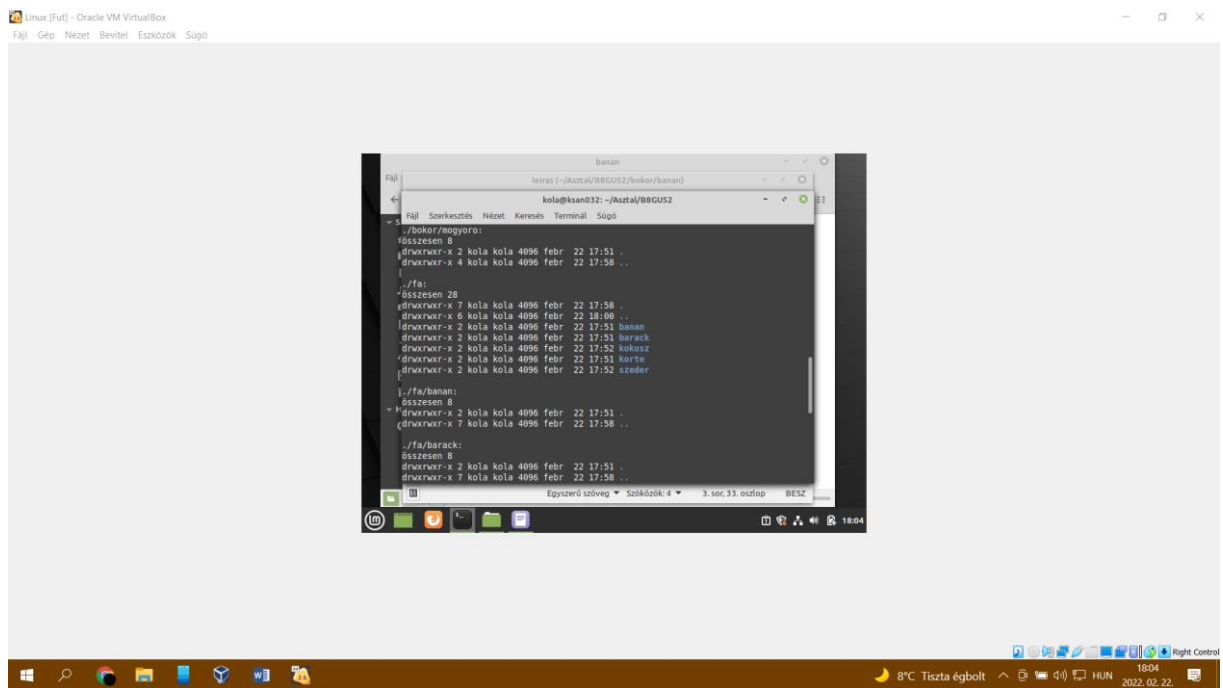 Linux [Fut] - Oracle VM VirtualBox
Fájl Gép Nézet Bevitel Eszközök Súgó
banan
Fájl
leiras (~/Asztal/B8GUS2/bokor/banan)
kola@ksan032: ~/Asztal/B8GUS2
Fájl Szerkesztés Nézet Keresés Terminál Súgó
./bokor/mogyoro:
összesen 8
drwxrwxr-x 2 kola kola 4096 febr 22 17:51 .
drwxrwxr-x 4 kola kola 4096 febr 22 17:58 ..
./fa:
összesen 28
drwxrwxr-x 7 kola kola 4096 febr 22 17:58 .
drwxrwxr-x 6 kola kola 4096 febr 22 18:00 ..
drwxrwxr-x 2 kola kola 4096 febr 22 17:51 banan
drwxrwxr-x 2 kola kola 4096 febr 22 17:51 barack
drwxrwxr-x 2 kola kola 4096 febr 22 17:52 kokusz
drwxrwxr-x 2 kola kola 4096 febr 22 17:51 korte
drwxrwxr-x 2 kola kola 4096 febr 22 17:52 szeder
./fa/banan:
összesen 8
drwxrwxr-x 2 kola kola 4096 febr 22 17:51 .
drwxrwxr-x 7 kola kola 4096 febr 22 17:58 ..
./fa/barack:
összesen 8
drwxrwxr-x 2 kola kola 4096 febr 22 17:51 .
drwxrwxr-x 7 kola kola 4096 febr 22 17:58 ..
Egyszerű szöveg Szóközök: 4 3. sor, 33. oszlop BESZ
18:04
Right Control
8°C Tiszta égbolt HUN 18:04
2022. 02. 22.